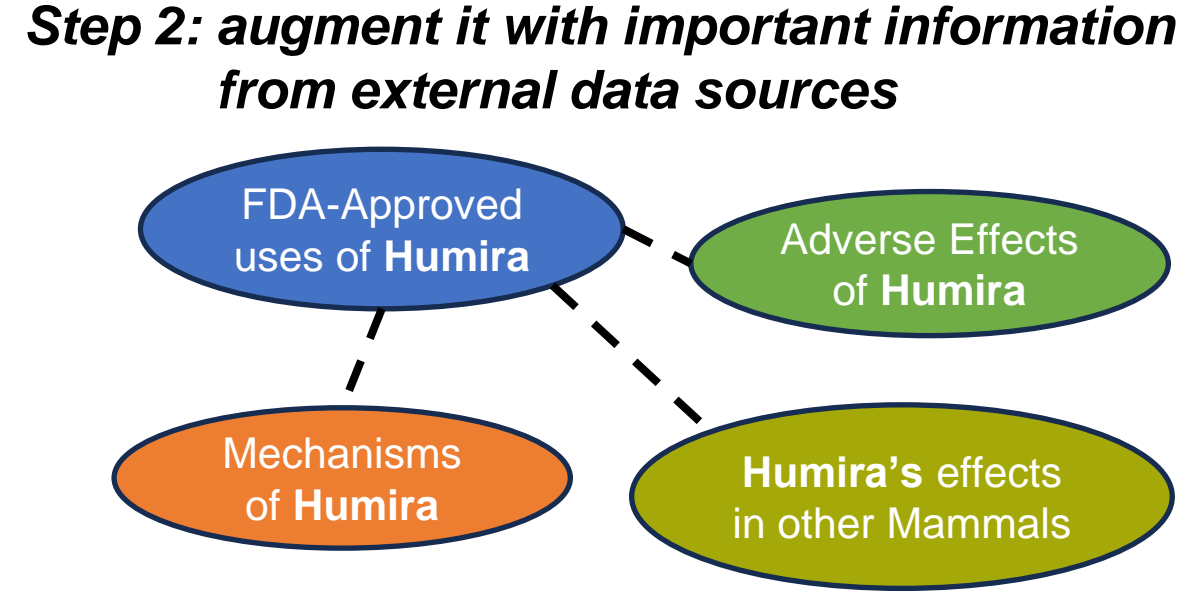 Step 2: augment it with important information
from external data sources
FDA-Approved
uses of Humira
Adverse Effects
of Humira
Mechanisms
of Humira
Humira's effects
in other Mammals